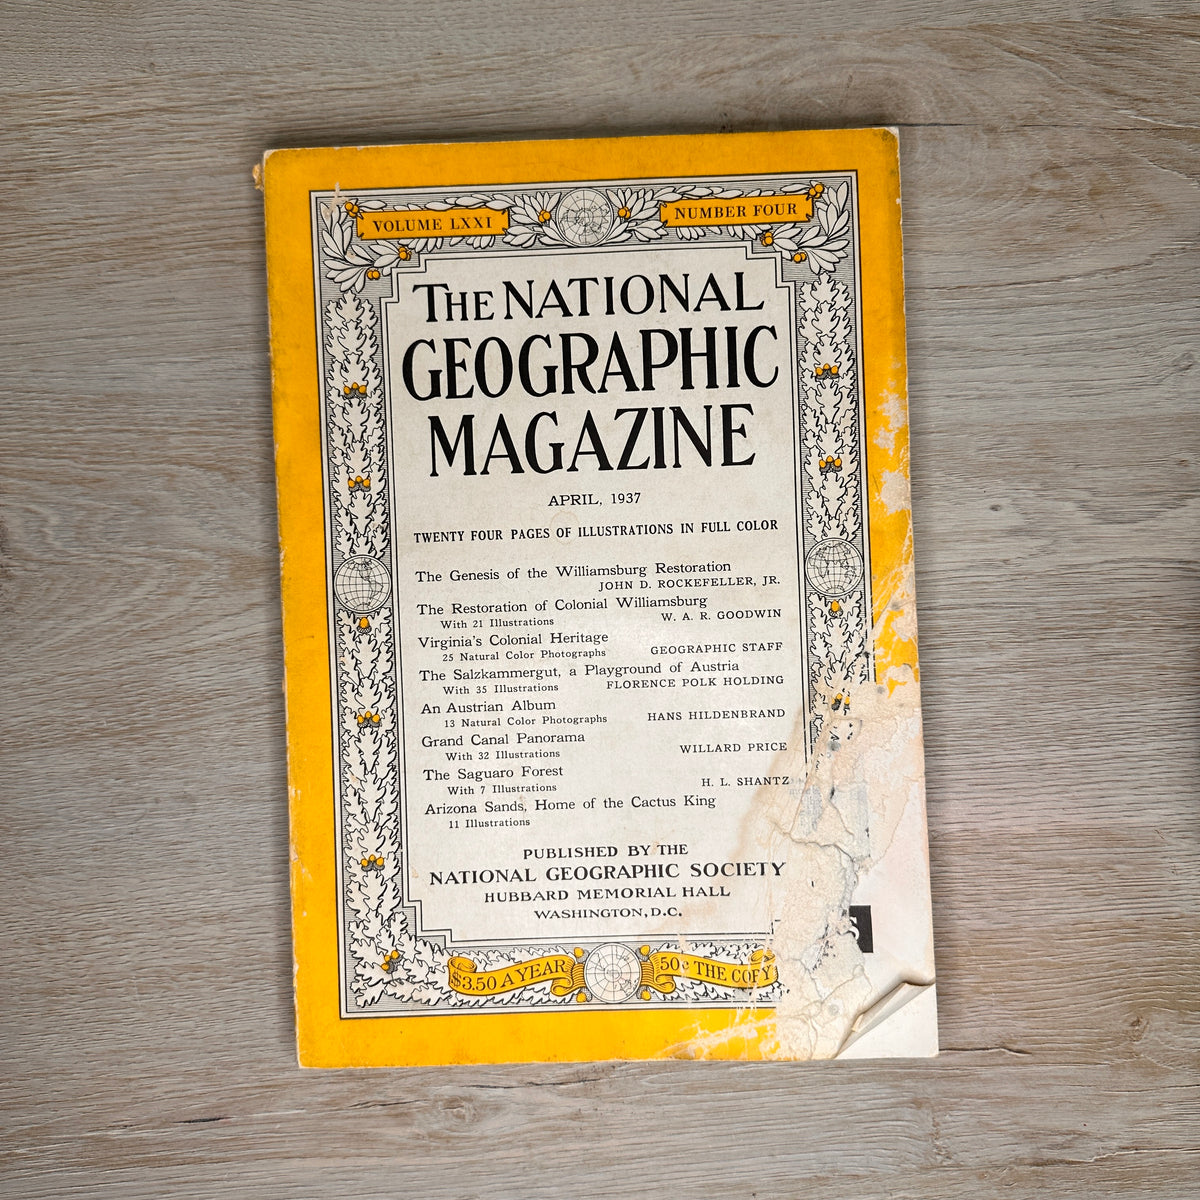 VOLUME LXXI
NUMBER FOUR
THE NATIONAL
GEOGRAPHIC
MAGAZINE
APRIL, 1937
TWENTY FOUR PAGES OF ILLUSTRATIONS IN FULL COLOR
The Genesis of the Williamsburg Restoration
JOHN D. ROCKEFELLER, JR.
The Restoration of Colonial Williamsburg
With 21 Illustrations W. A. R. GOODWIN
Virginia's Colonial Heritage
25 Natural Color Photographs GEOGRAPHIC STAFF
The Salzkammergut, a Playground of Austria
With 35 Illustrations FLORENCE POLK HOLDING
An Austrian Album
13 Natural Color Photographs HANS HILDENBRAND
Grand Canal Panorama
With 32 Illustrations WILLARD PRICE
The Saguaro Forest
With 7 Illustrations H. L. SHANTZ
Arizona Sands, Home of the Cactus King
11 Illustrations
PUBLISHED BY THE
NATIONAL GEOGRAPHIC SOCIETY
HUBBARD MEMORIAL HALL
WASHINGTON, D.C.
$3.50 A YEAR
50¢ THE COPY